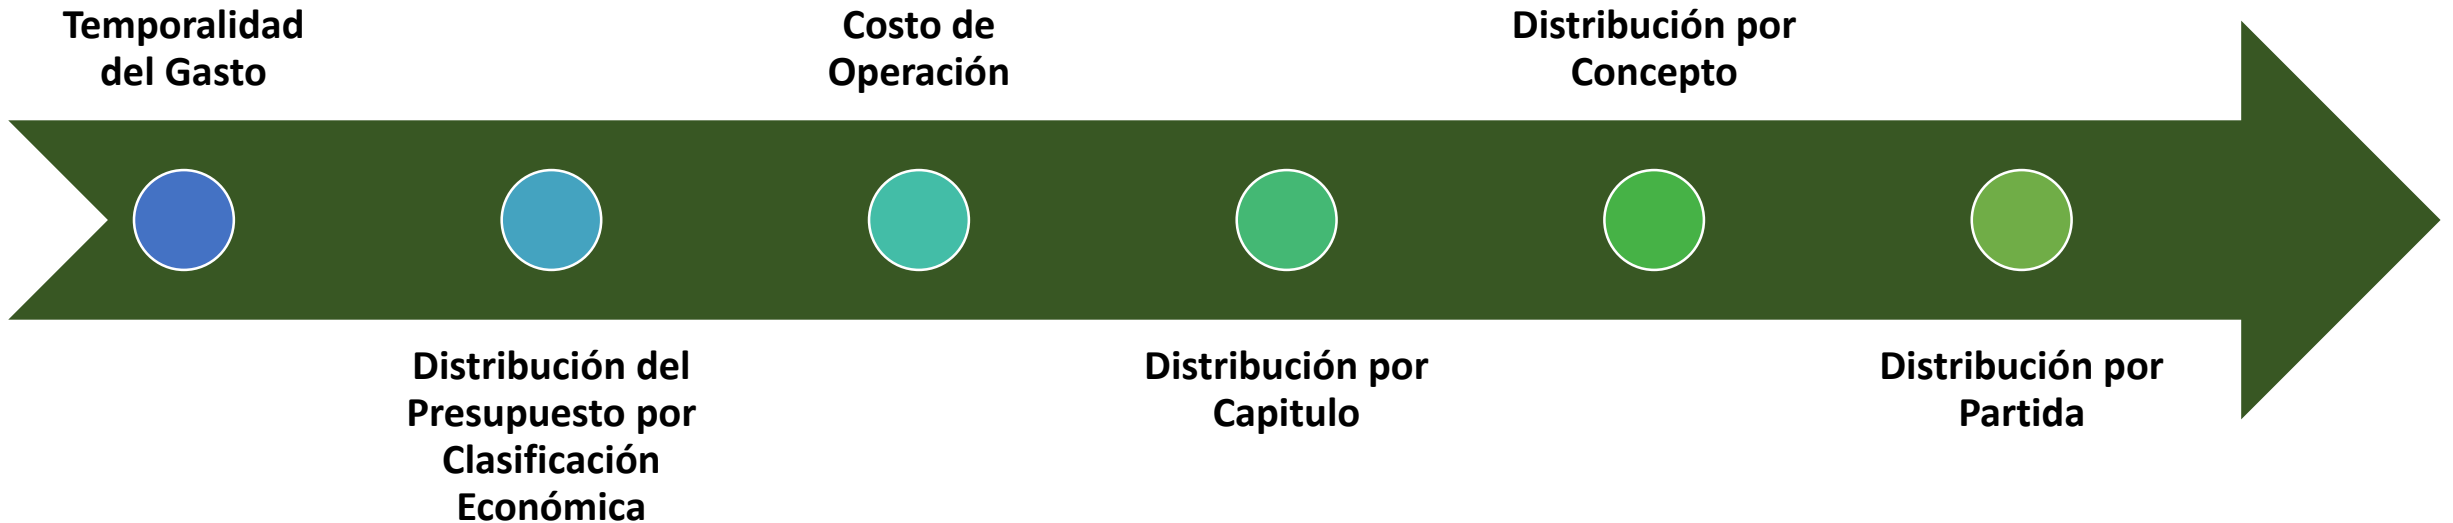 Temporalidad
del Gasto
Distribución del
Presupuesto por
Clasificación
Económica
Costo de
Operación
Distribución por
Capitulo
Distribución por
Concepto
Distribución por
Partida